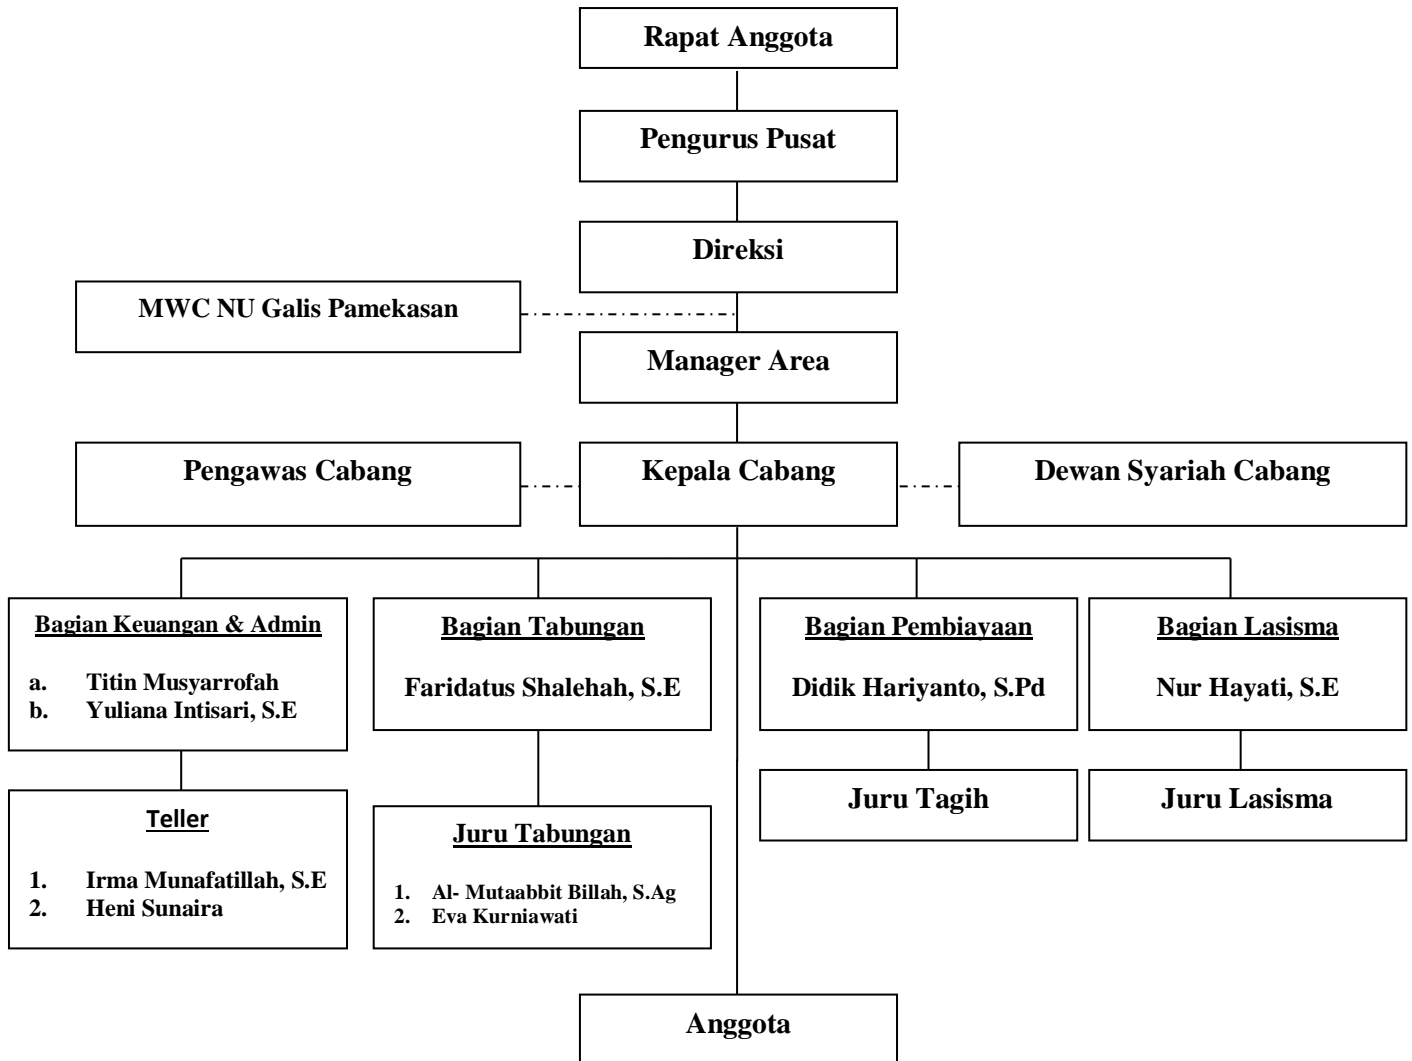 Rapat Anggota
Pengurus Pusat
Direksi
MWC NU Galis Pamekasan
Manager Area
Pengawas Cabang
Kepala Cabang
Dewan Syariah Cabang
Bagian Keuangan & Admin
a. Titin Musyarrofah
b. Yuliana Intisari, S.E
Bagian Tabungan
Faridatus Shalehah, S.E
Bagian Pembiayaan
Didik Hariyanto, S.Pd
Bagian Lasisma
Nur Hayati, S.E
Teller
1. Irma Munafatillah, S.E
2. Heni Sunaira
Juru Tabungan
1. Al- Mutaabbit Billah, S.Ag
2. Eva Kurniawati
Juru Tagih
Juru Lasisma
Anggota